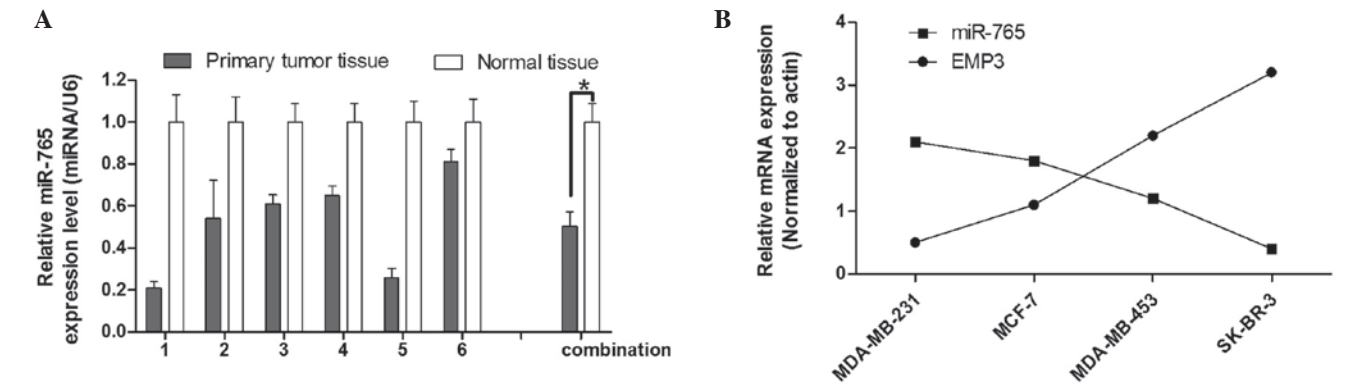 A
Primary tumor tissue
Normal tissue
Relative miR-765
expression level (miRNA/U6)
1.2
1.0
0.8
0.6
0.4
0.2
0.0
*
1 2 3 4 5 6 combination
B
miR-765
EMP3
Relative mRNA expression
(Normalized to actin)
4
3
2
1
0
MDA-MB-231
MCF-7
MDA-MB-453
SK-BR-3